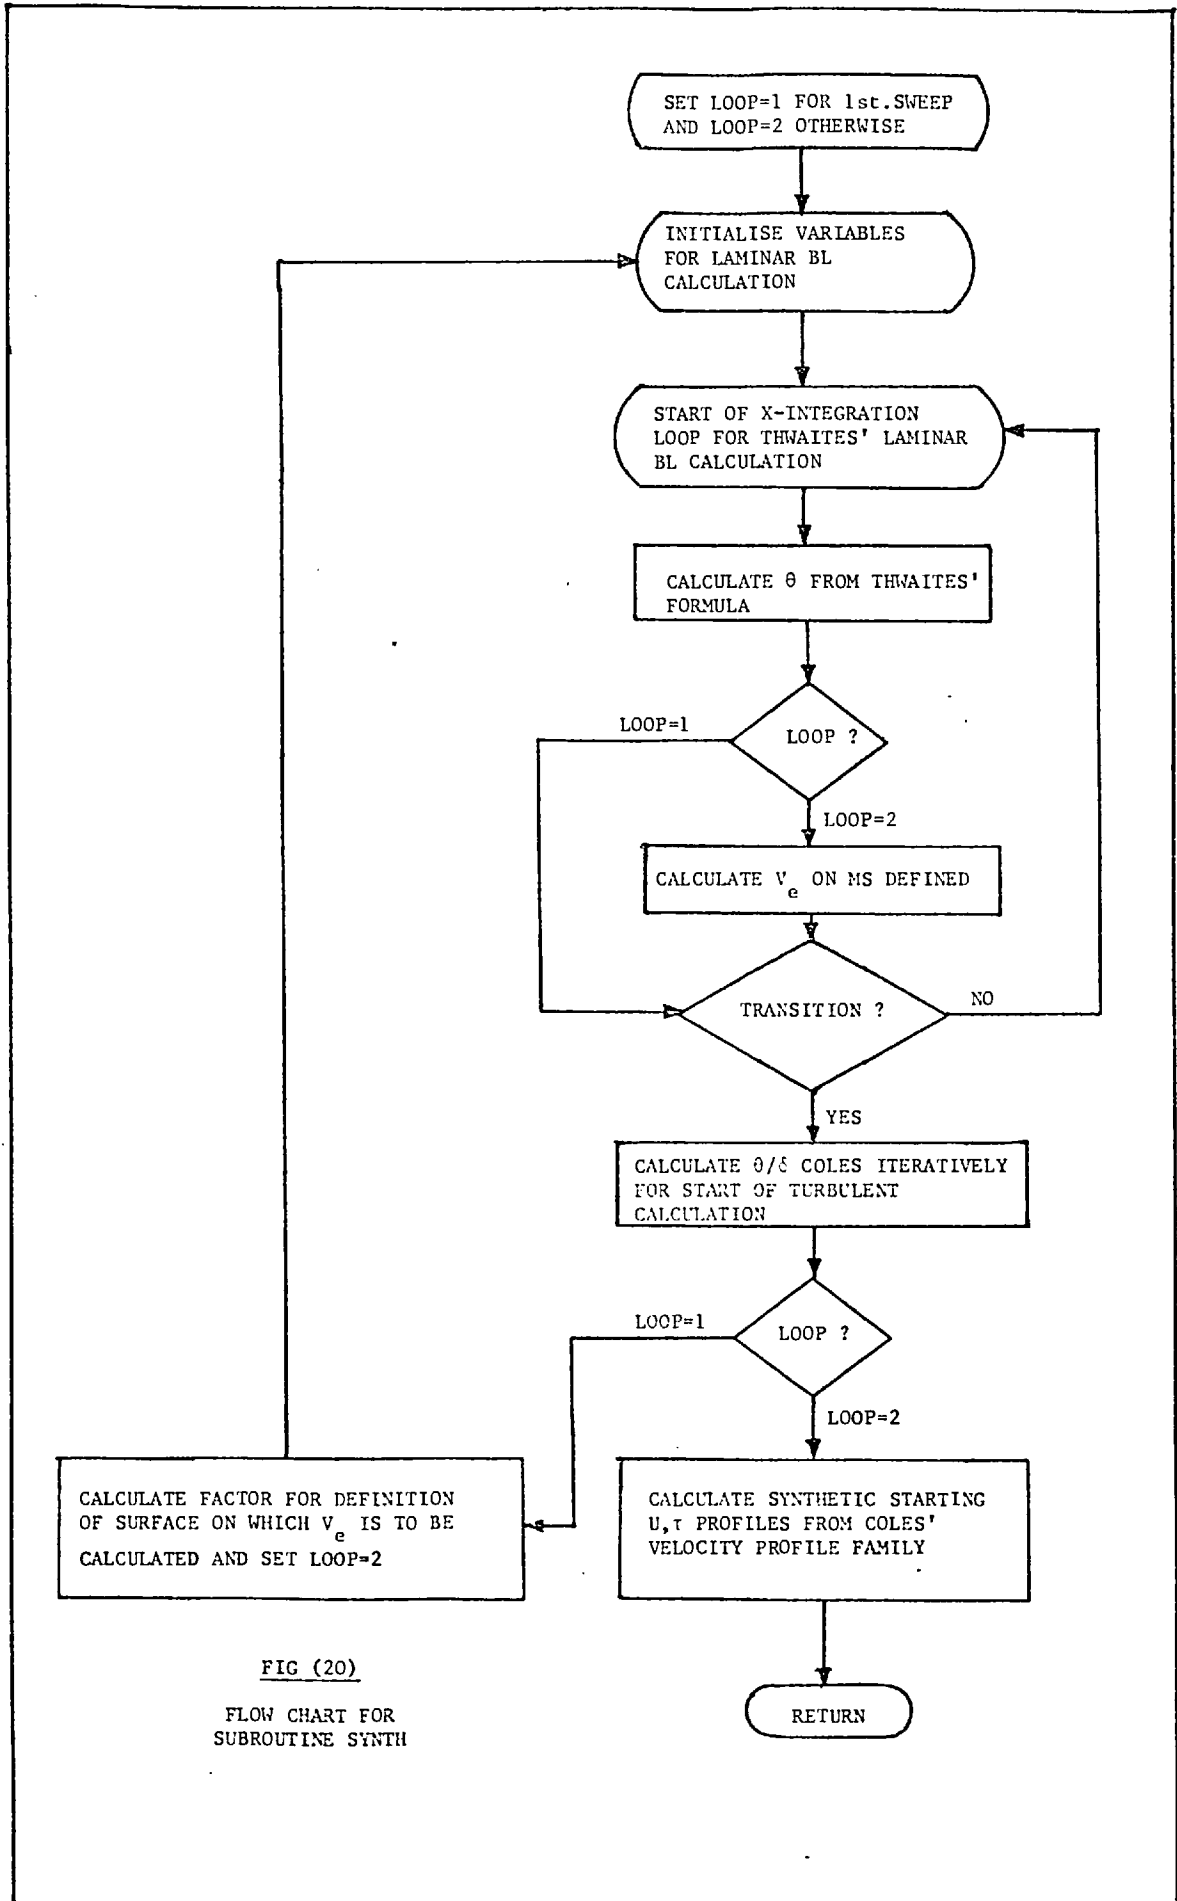 SET LOOP=1 FOR 1st.SWEEP
AND LOOP=2 OTHERWISE
INITIALISE VARIABLES
FOR LAMINAR BL
CALCULATION
START OF X-INTEGRATION
LOOP FOR THWAITES' LAMINAR
BL CALCULATION
CALCULATE θ FROM THWAITES'
FORMULA
LOOP=1
LOOP ?
LOOP=2
CALCULATE V_e ON MS DEFINED
TRANSITION ?
NO
YES
CALCULATE θ/δ COLES ITERATIVELY
FOR START OF TURBULENT
CALCULATION
LOOP=1
LOOP ?
LOOP=2
CALCULATE FACTOR FOR DEFINITION
OF SURFACE ON WHICH V_e IS TO BE
CALCULATED AND SET LOOP=2
CALCULATE SYNTHETIC STARTING
U,τ PROFILES FROM COLES'
VELOCITY PROFILE FAMILY
RETURN
FIG (20)
FLOW CHART FOR
SUBROUTINE SYNTH